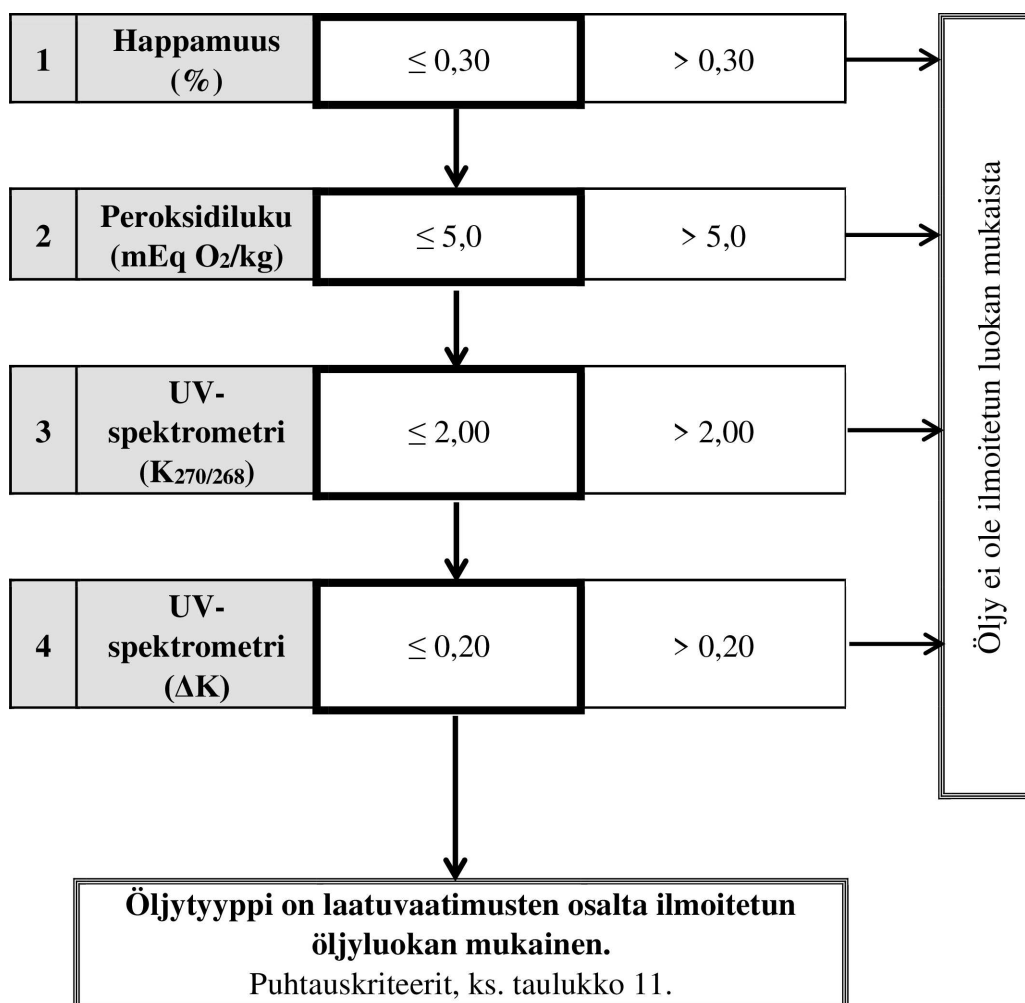 1
Happamuus
(%)
≤ 0,30
> 0,30
2
Peroksidiluku
(mEq O₂/kg)
≤ 5,0
> 5,0
3
UV-
spektrometri
(K₂₇₀/₂₆₈)
≤ 2,00
> 2,00
4
UV-
spektrometri
(ΔK)
≤ 0,20
> 0,20
Öljy ei ole ilmoitetun luokan mukaista
Öljytyyppi on laatuvaatimusten osalta ilmoitetun
öljyluokan mukainen.
Puhtauskriteerit, ks. taulukko 11.